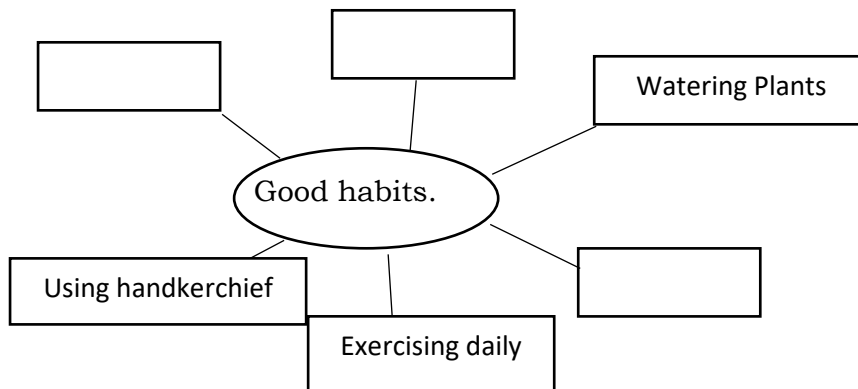 Watering Plants
Good habits.
Using handkerchief
Exercising daily